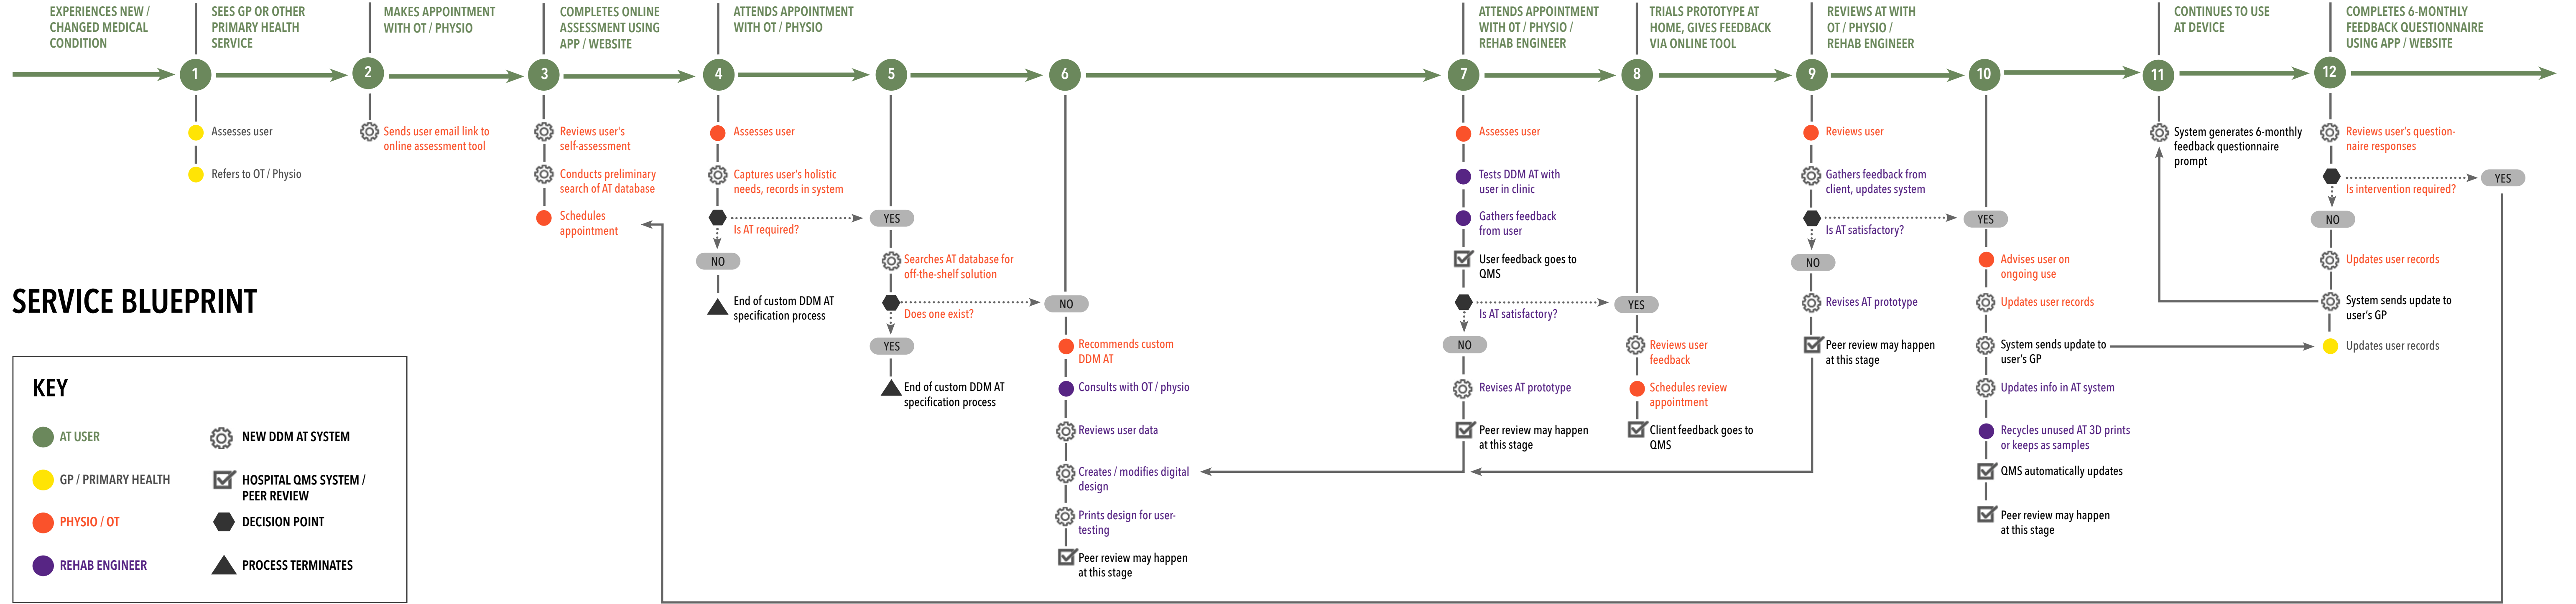 EXPERIENCES NEW /
CHANGED MEDICAL
CONDITION
SEES GP OR OTHER
PRIMARY HEALTH
SERVICE
MAKES APPOINTMENT
WITH OT / PHYSIO
COMPLETES ONLINE
ASSESSMENT USING
APP / WEBSITE
ATTENDS APPOINTMENT
WITH OT / PHYSIO
ATTENDS APPOINTMENT
WITH OT / PHYSIO /
REHAB ENGINEER
TRIALS PROTOTYPE AT
HOME, GIVES FEEDBACK
VIA ONLINE TOOL
REVIEWS AT WITH
OT / PHYSIO /
REHAB ENGINEER
CONTINUES TO USE
AT DEVICE
COMPLETES 6-MONTHLY
FEEDBACK QUESTIONNAIRE
USING APP / WEBSITE
1
2
3
4
5
6
7
8
9
10
11
12
Assesses user
Refers to OT / Physio
Sends user email link to
online assessment tool
Reviews user's
self-assessment
Conducts preliminary
search of AT database
Schedules
appointment
Assesses user
Captures user's holistic
needs, records in system
Is AT required?
NO
End of custom DDM AT
specification process
YES
Searches AT database for
off-the-shelf solution
Does one exist?
YES
End of custom DDM AT
specification process
NO
Recommends custom
DDM AT
Consults with OT / physio
Reviews user data
Creates / modifies digital
design
Prints design for user-
testing
Peer review may happen
at this stage
Assesses user
Tests DDM AT with
user in clinic
Gathers feedback
from user
User feedback goes to
QMS
Is AT satisfactory?
NO
Revises AT prototype
Peer review may happen
at this stage
YES
Reviews user
feedback
Schedules review
appointment
Client feedback goes to
QMS
Reviews user
Gathers feedback from
client, updates system
Is AT satisfactory?
NO
Revises AT prototype
Peer review may happen
at this stage
YES
Advises user on
ongoing use
Updates user records
System sends update to
user's GP
Updates info in AT system
Recycles unused AT 3D prints
or keeps as samples
QMS automatically updates
Peer review may happen
at this stage
System generates 6-monthly
feedback questionnaire
prompt
Reviews user's question-
naire responses
Is intervention required?
YES
NO
Updates user records
System sends update to
user's GP
Updates user records
SERVICE BLUEPRINT
KEY
AT USER
GP / PRIMARY HEALTH
PHYSIO / OT
REHAB ENGINEER
NEW DDM AT SYSTEM
HOSPITAL QMS SYSTEM /
PEER REVIEW
DECISION POINT
PROCESS TERMINATES